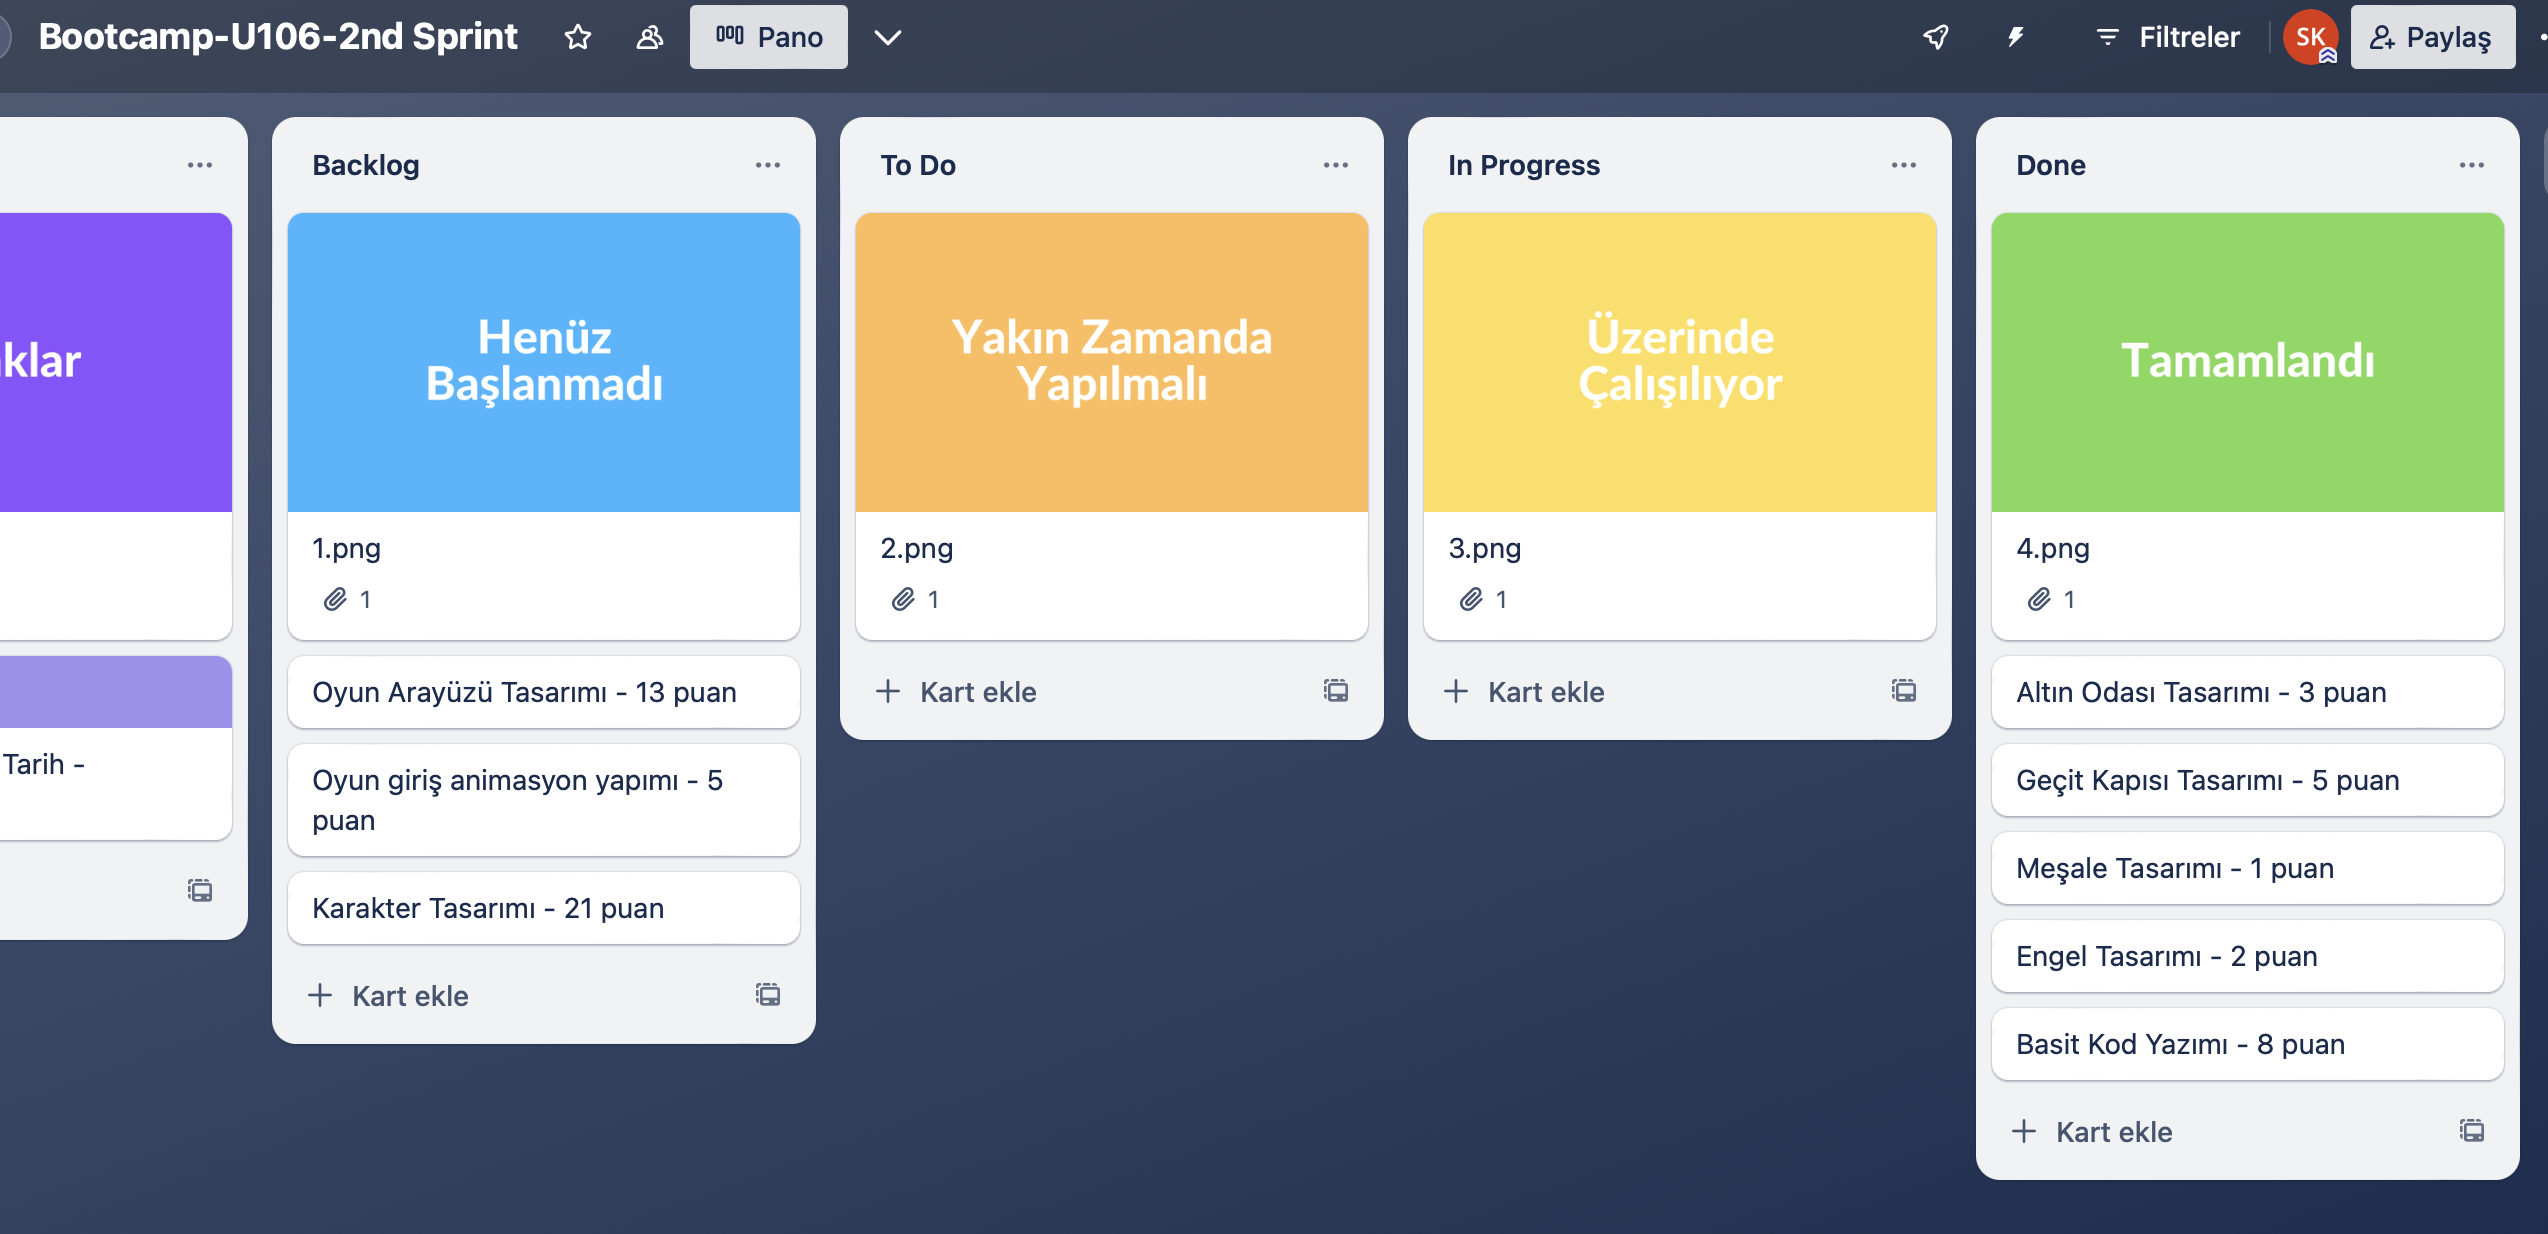 Bootcamp-U106-2nd Sprint
Pano
Filtreler
SK
Paylaş
klar
Tarih -
Backlog
Henüz
Başlanmadı
1.png
1
Oyun Arayüzü Tasarımı - 13 puan
Oyun giriş animasyon yapımı - 5
puan
Karakter Tasarımı - 21 puan
Kart ekle
To Do
Yakın Zamanda
Yapılmalı
2.png
1
Kart ekle
In Progress
Üzerinde
Çalışılıyor
3.png
1
Kart ekle
Done
Tamamlandı
4.png
1
Altın Odası Tasarımı - 3 puan
Geçit Kapısı Tasarımı - 5 puan
Meşale Tasarımı - 1 puan
Engel Tasarımı - 2 puan
Basit Kod Yazımı - 8 puan
Kart ekle